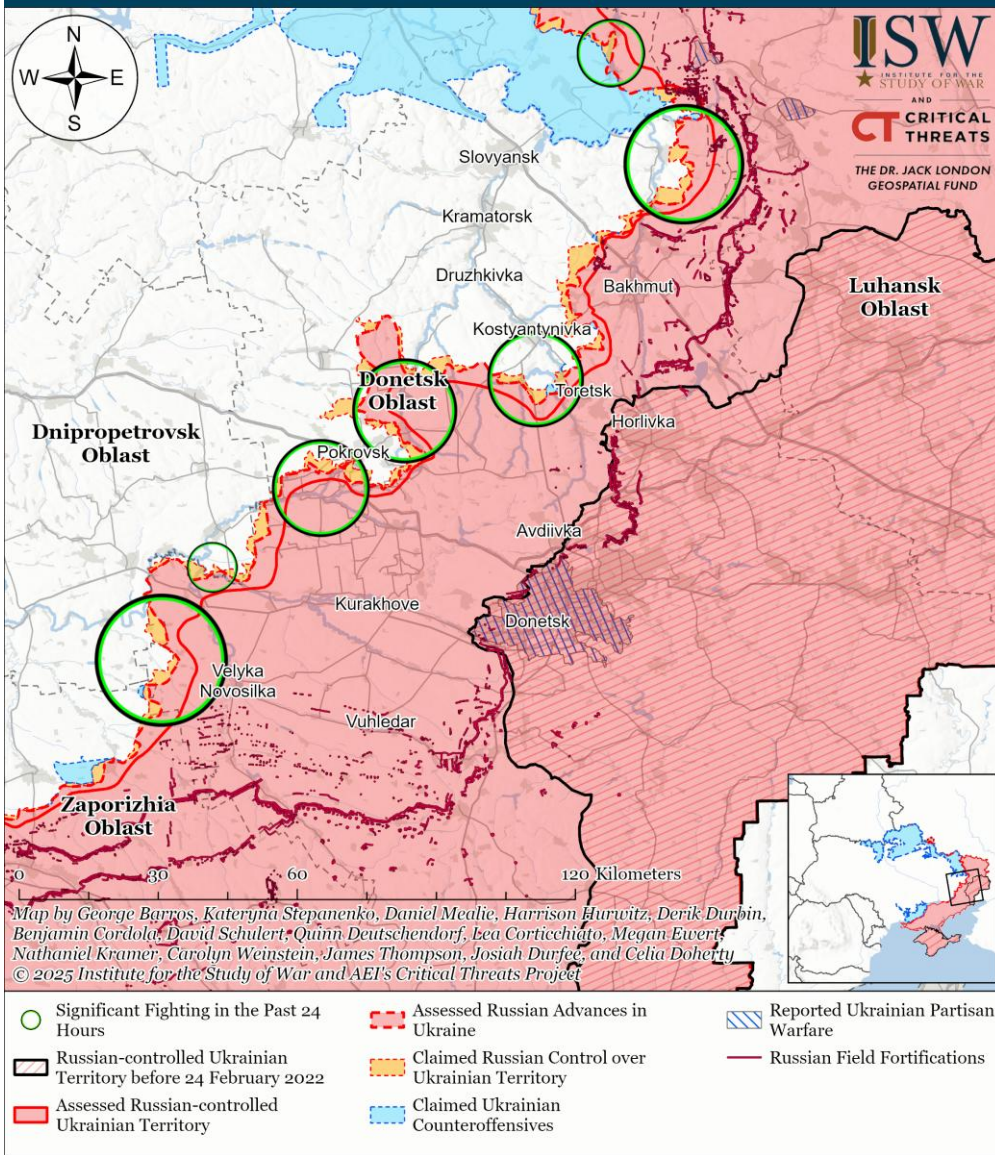 N
W E
S
ISW
INSTITUTE FOR THE
STUDY OF WAR
AND
CT CRITICAL
THREATS
THE DR. JACK LONDON
GEOSPATIAL FUND
Slovyansk
Kramatorsk
Druzhkivka
Bakhmut
Luhansk
Oblast
Kostyantynivka
Donetsk
Oblast
Toretsk
Horlivka
Dnipropetrovsk
Oblast
Pokrovsk
Avdiivka
Kurakhove
Donetsk
Velyka
Novosilka
Vuhledar
Zaporizhia
Oblast
0 30 60 120 Kilometers
Map by George Barros, Kateryna Stepanenko, Daniel Mealie, Harrison Hurwitz, Derik Durbin,
Benjamin Cordola, David Schulert, Quinn Deutschendorf, Lea Corticchiato, Megan Ewert,
Nathaniel Kramer, Carolyn Weinstein, James Thompson, Josiah Durfee, and Celia Doherty
© 2025 Institute for the Study of War and AEI's Critical Threats Project
Significant Fighting in the Past 24
Hours
Russian-controlled Ukrainian
Territory before 24 February 2022
Assessed Russian-controlled
Ukrainian Territory
Assessed Russian Advances in
Ukraine
Claimed Russian Control over
Ukrainian Territory
Claimed Ukrainian
Counteroffensives
Reported Ukrainian Partisan
Warfare
Russian Field Fortifications